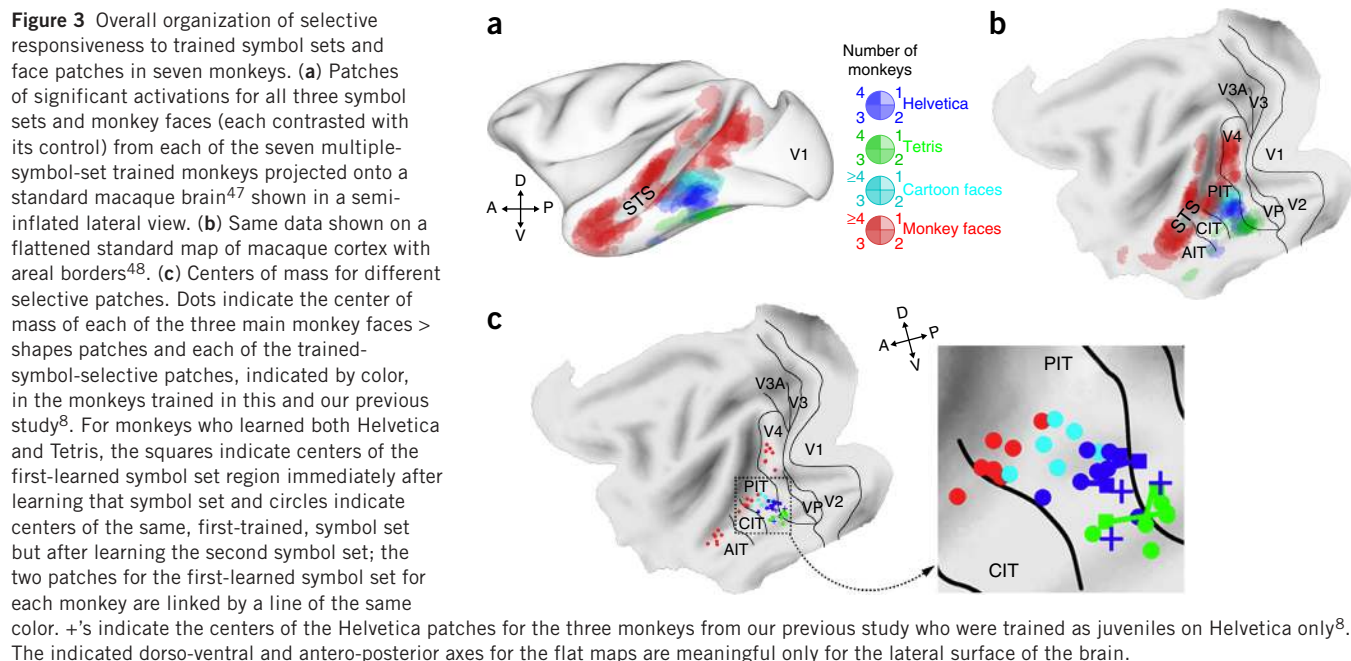 Figure 3 Overall organization of selective
responsiveness to trained symbol sets and
face patches in seven monkeys. (a) Patches
of significant activations for all three symbol
sets and monkey faces (each contrasted with
its control) from each of the seven multiple-
symbol-set trained monkeys projected onto a
standard macaque brain47 shown in a semi-
inflated lateral view. (b) Same data shown on a
flattened standard map of macaque cortex with
areal borders48. (c) Centers of mass for different
selective patches. Dots indicate the center of
mass of each of the three main monkey faces >
shapes patches and each of the trained-
symbol-selective patches, indicated by color,
in the monkeys trained in this and our previous
study8. For monkeys who learned both Helvetica
and Tetris, the squares indicate centers of the
first-learned symbol set region immediately after
learning that symbol set and circles indicate
centers of the same, first-trained, symbol set
but after learning the second symbol set; the
two patches for the first-learned symbol set for
each monkey are linked by a line of the same
color. +'s indicate the centers of the Helvetica patches for the three monkeys from our previous study who were trained as juveniles on Helvetica only8.
The indicated dorso-ventral and antero-posterior axes for the flat maps are meaningful only for the lateral surface of the brain.
a
V1
STS
D
A P
V
Number of
monkeys
4 1
Helvetica
3 2
4 1
Tetris
3 2
≥4 1
Cartoon faces
3 2
≥4 1
Monkey faces
3 2
b
V3A
V3
V4
V1
PIT
VP
V2
STS
CIT
AIT
c
D
A P
V
V3A
V3
V4
V1
PIT
VP
V2
CIT
AIT
PIT
CIT